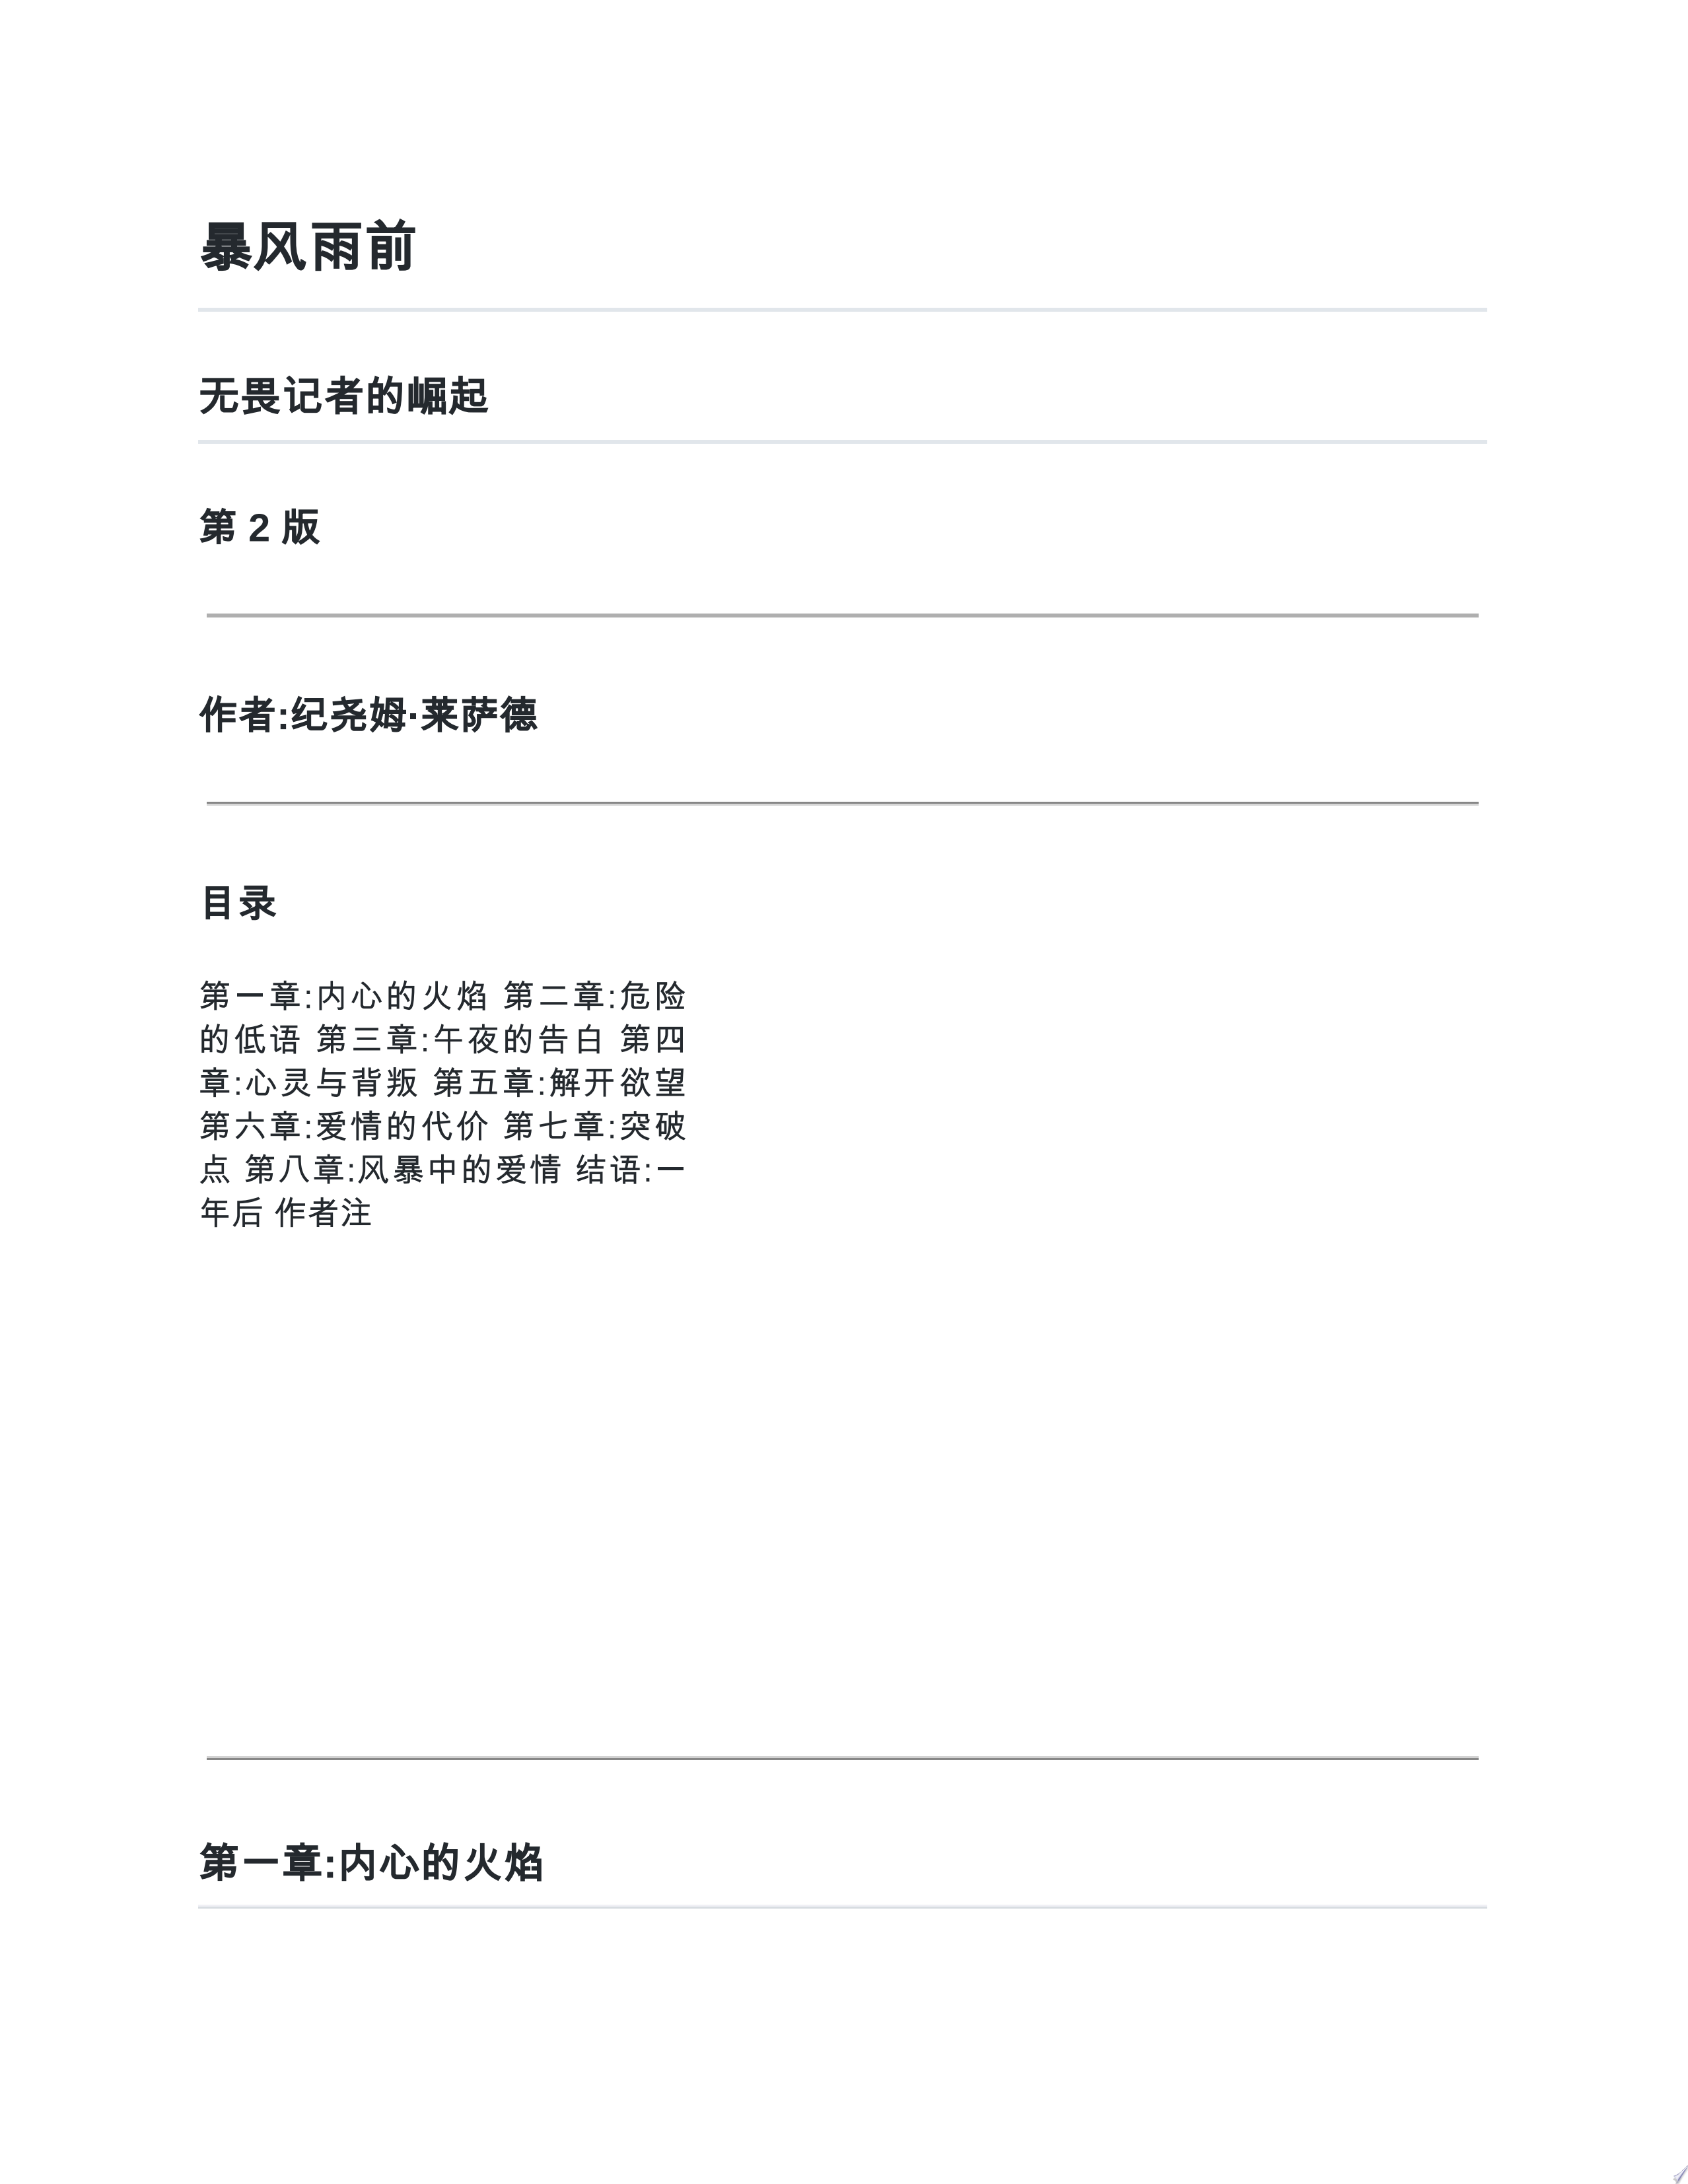 暴风雨前
无畏记者的崛起
第 2 版
作者:纪尧姆·莱萨德
目录
第一章:内心的火焰 第二章:危险
的低语 第三章:午夜的告白 第四
章:心灵与背叛 第五章:解开欲望
第六章:爱情的代价 第七章:突破
点 第八章:风暴中的爱情 结语:一
年后 作者注
第一章:内心的火焰